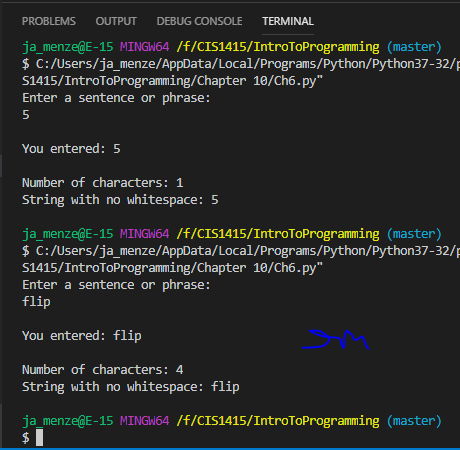 PROBLEMS OUTPUT DEBUG CONSOLE TERMINAL
ja_menze@E-15 MINGW64 /f/CIS1415/IntroToProgramming (master)
$ C:/Users/ja_menze/AppData/Local/Programs/Python/Python37-32/p
S1415/IntroToProgramming/Chapter 10/Ch6.py"
Enter a sentence or phrase:
5
You entered: 5
Number of characters: 1
String with no whitespace: 5
ja_menze@E-15 MINGW64 /f/CIS1415/IntroToProgramming (master)
$ C:/Users/ja_menze/AppData/Local/Programs/Python/Python37-32/p
S1415/IntroToProgramming/Chapter 10/Ch6.py"
Enter a sentence or phrase:
flip
You entered: flip
Number of characters: 4
String with no whitespace: flip
ja_menze@E-15 MINGW64 /f/CIS1415/IntroToProgramming (master)
$